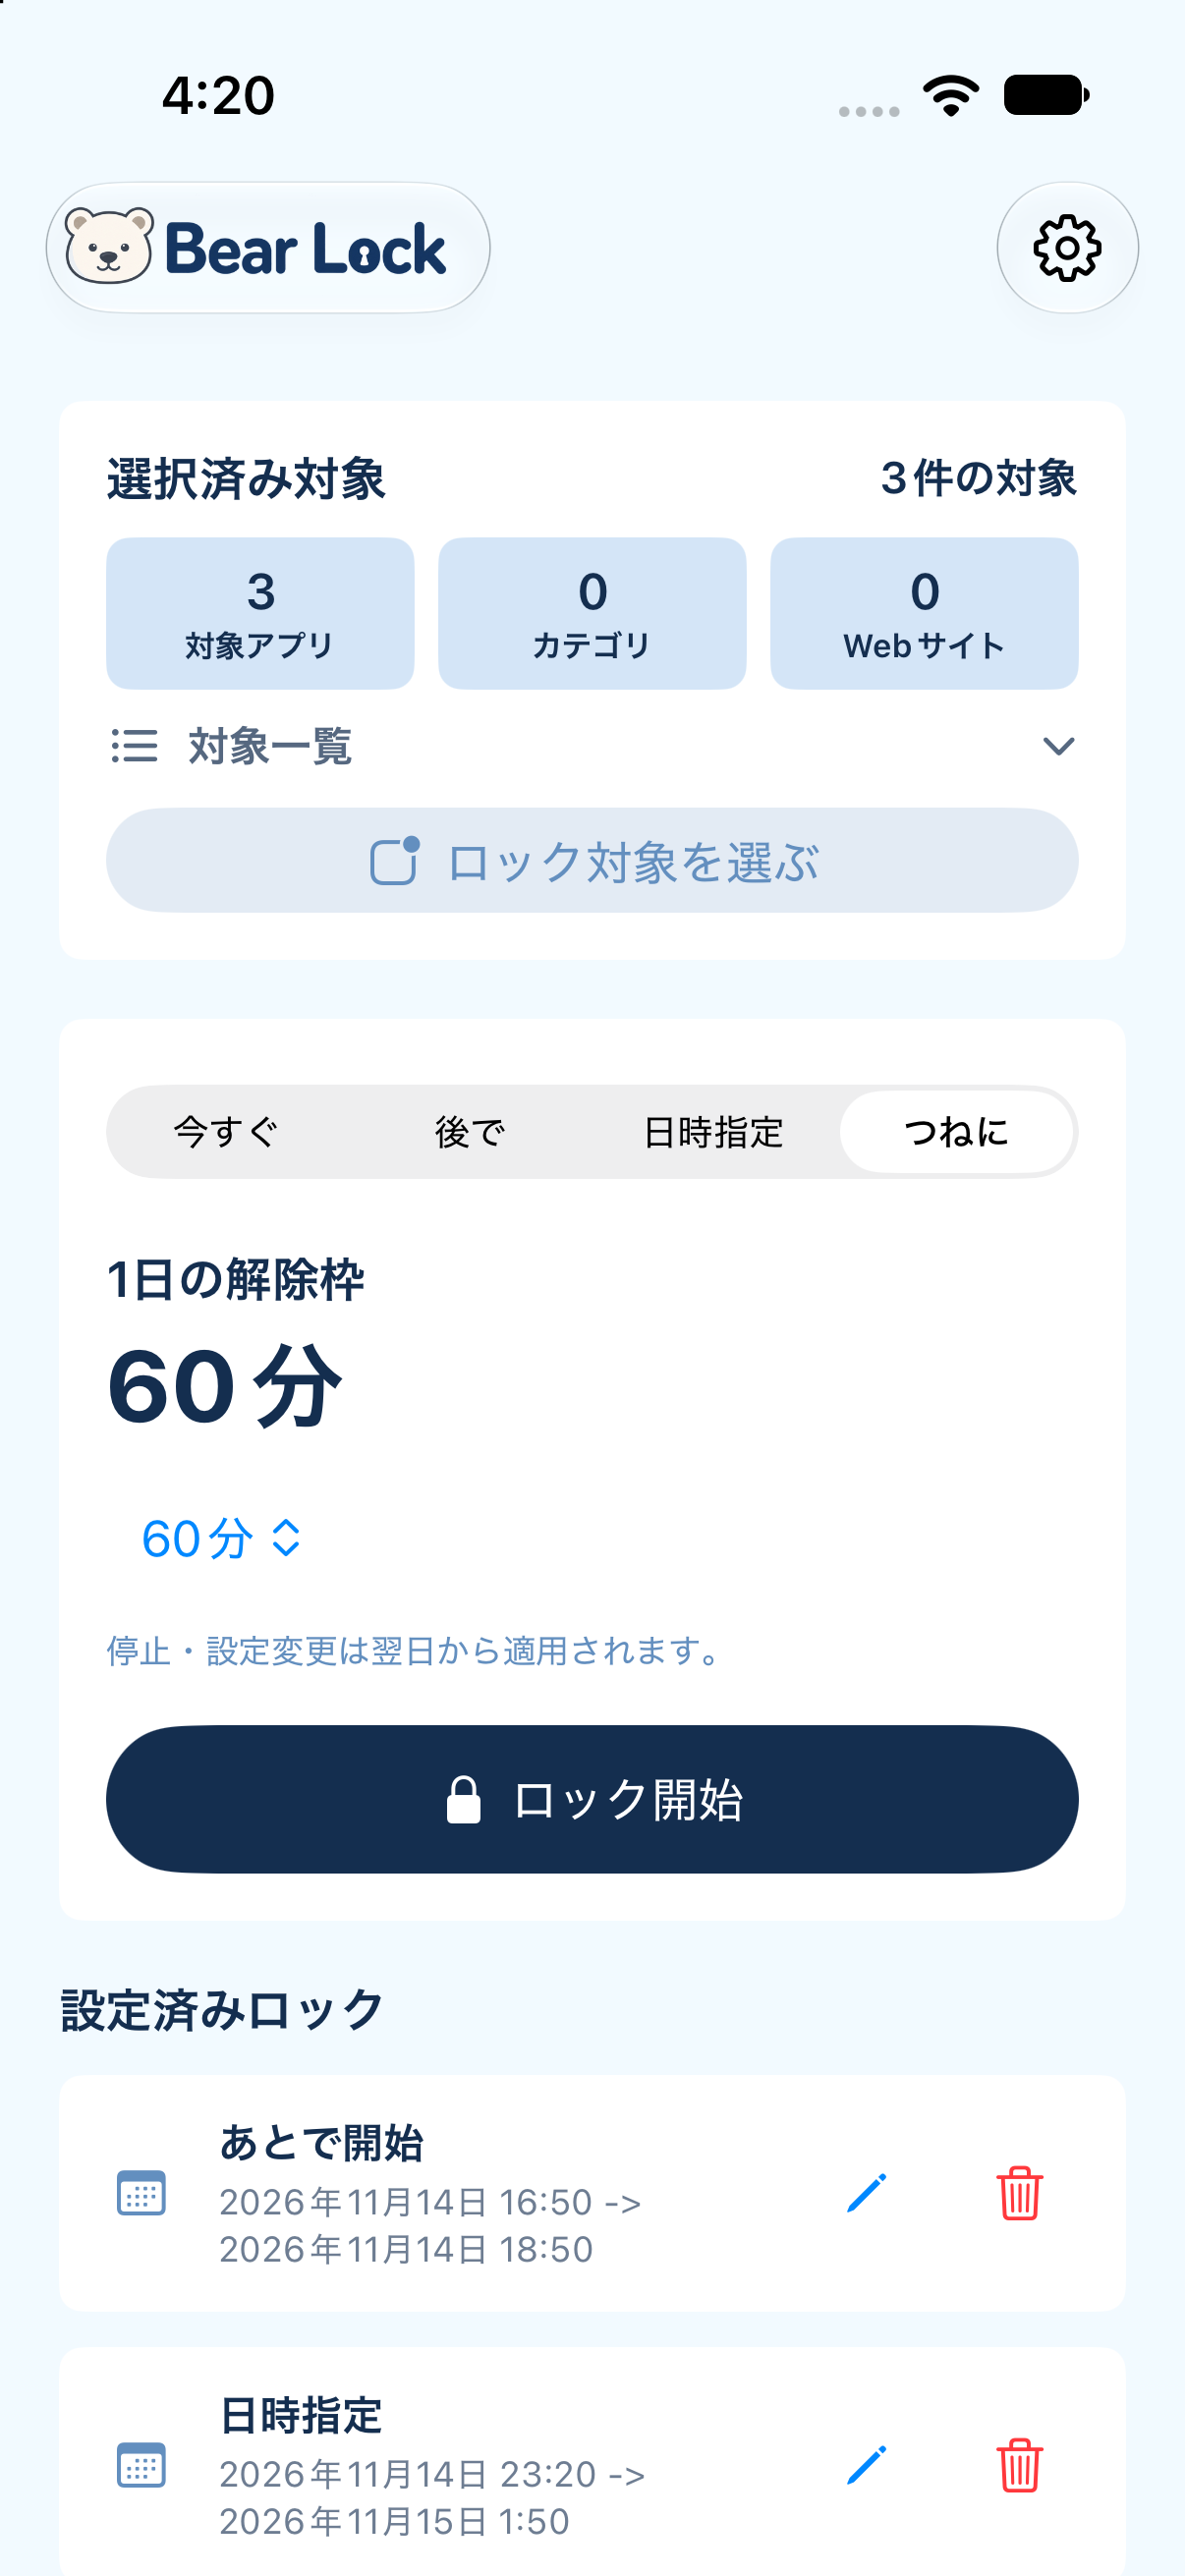 4:20
Bear Lock
選択済み対象
3件の対象
3
対象アプリ
0
カテゴリ
0
Webサイト
対象一覧
ロック対象を選ぶ
今すぐ
後で
日時指定
つねに
1日の解除枠
60分
60分
停止・設定変更は翌日から適用されます。
ロック開始
設定済みロック
あとで開始
2026年11月14日 16:50 ->
2026年11月14日 18:50
日時指定
2026年11月14日 23:20 ->
2026年11月15日 1:50